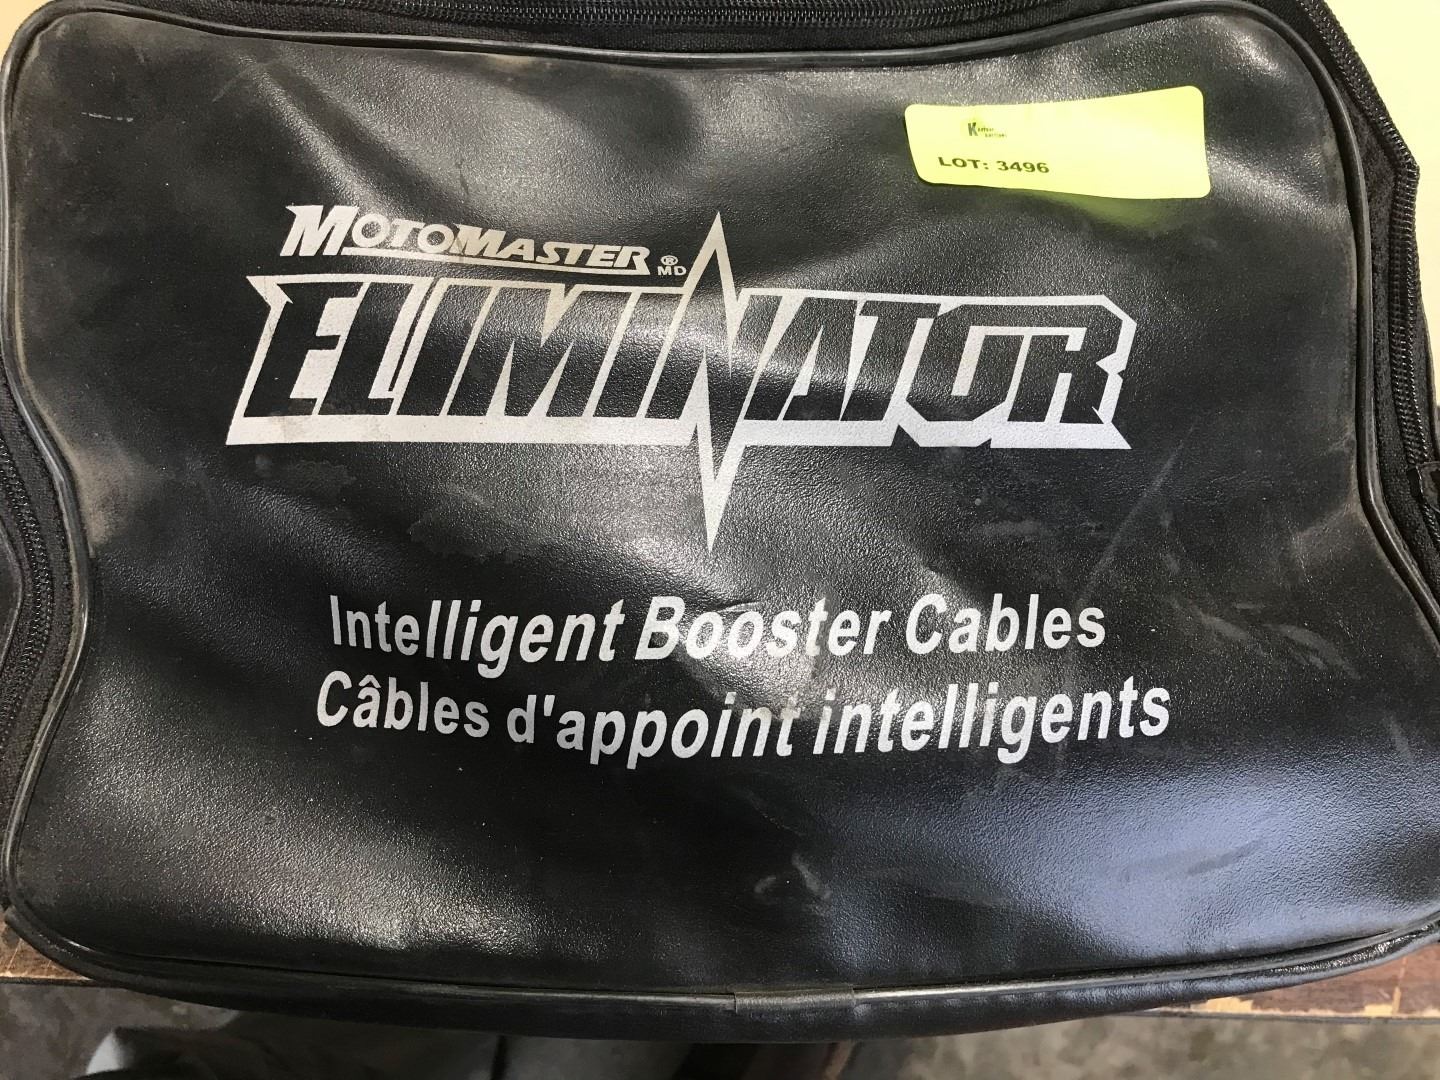 LOT: 3496
MOTOMASTER ® MD
ELIMINATOR
Intelligent Booster Cables
Câbles d'appoint intelligents